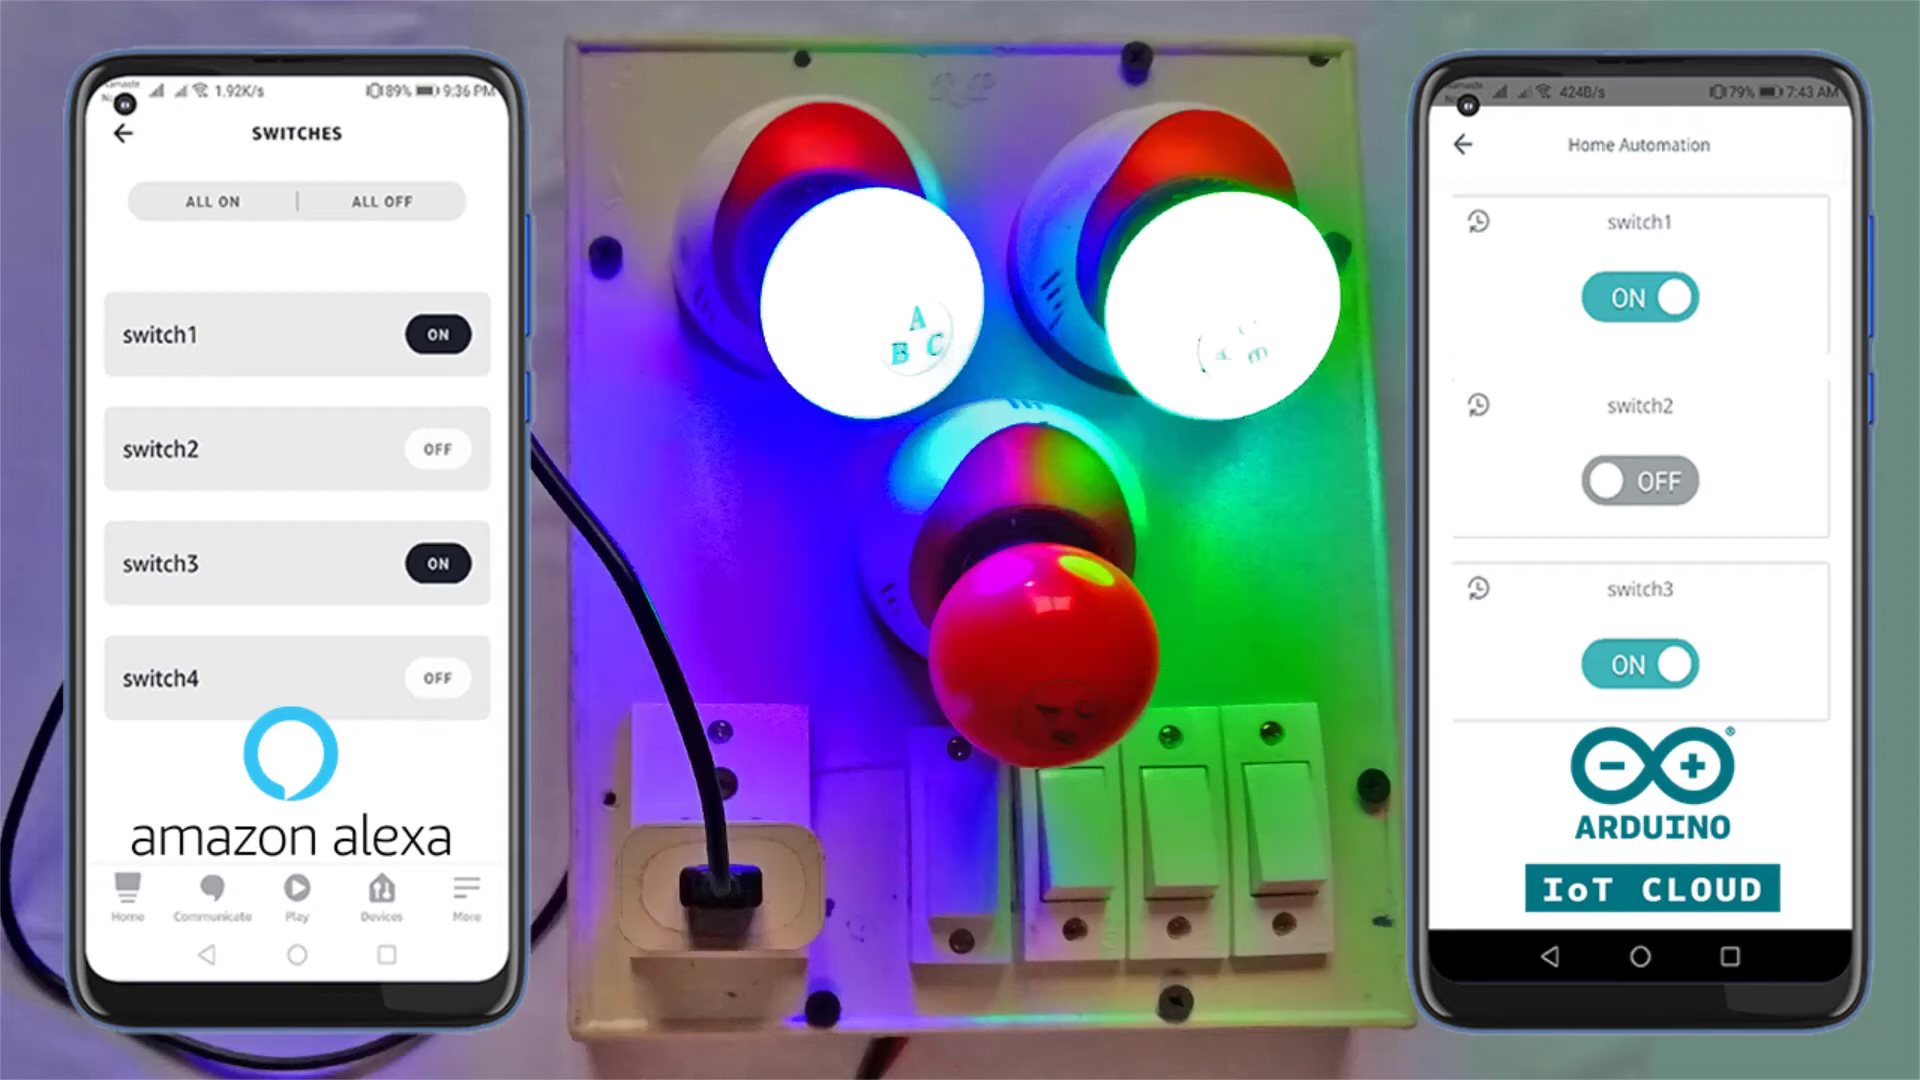 1.92K/s
89%
9:36 PM
SWITCHES
ALL ON | ALL OFF
switch1
ON
switch2
OFF
switch3
ON
switch4
OFF
amazon alexa
Home
Communicate
Play
Devices
More
A
B C
424B/s
79%
7:43 AM
Home Automation
switch1
ON
switch2
OFF
switch3
ON
ARDUINO
IoT CLOUD